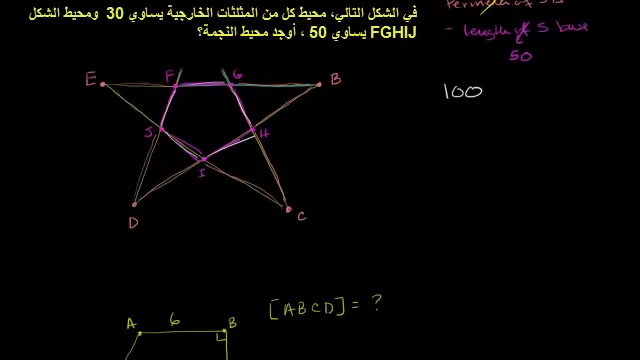 في الشكل التالي، محيط كل من المثلثات الخارجية يساوي 30 ومحيط الشكل
FGHIJ يساوي 50 ، أوجد محيط النجمة؟
- length of 5 base
50
100
E F G B
J H
I
D C
A 6 B
[ABCD] = ?